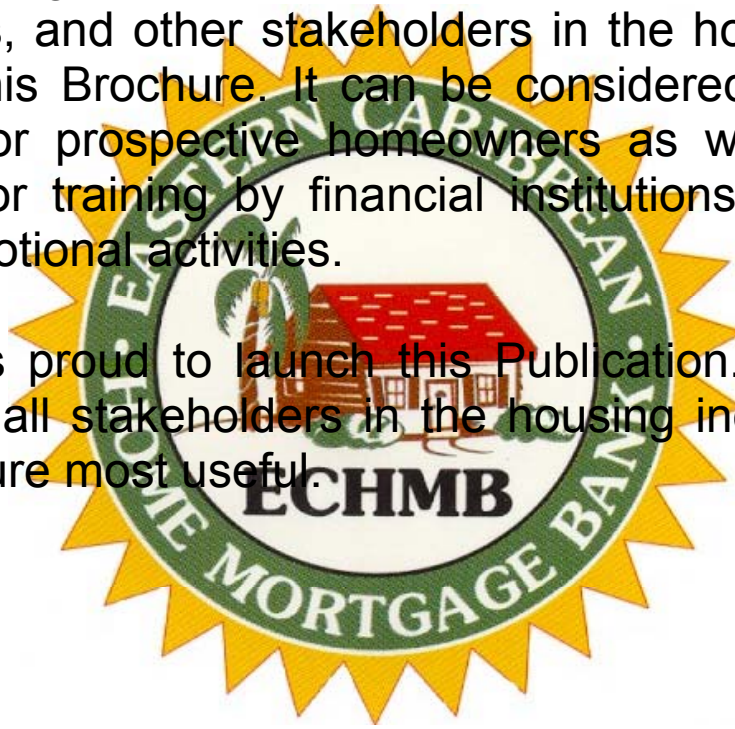 s, and other stakeholders in the ho
his Brochure. It can be considered
or prospective homeowners as w
or training by financial institutions
otional activities.
s proud to launch this Publication.
all stakeholders in the housing in
ure most useful.
EASTERN CARIBBEAN
HOME MORTGAGE BANK
ECHMB